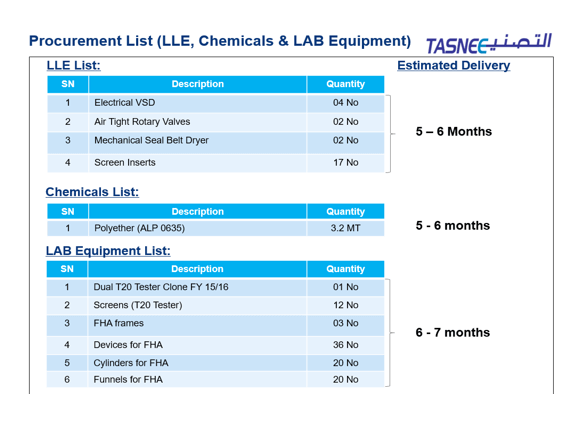 Procurement List (LLE, Chemicals & LAB Equipment)
TASNEE التصنيع
LLE List:
Estimated Delivery
SN Description Quantity
1 Electrical VSD 04 No
2 Air Tight Rotary Valves 02 No
3 Mechanical Seal Belt Dryer 02 No
4 Screen Inserts 17 No
5 – 6 Months
Chemicals List:
SN Description Quantity
1 Polyether (ALP 0635) 3.2 MT
5 - 6 months
LAB Equipment List:
SN Description Quantity
1 Dual T20 Tester Clone FY 15/16 01 No
2 Screens (T20 Tester) 12 No
3 FHA frames 03 No
4 Devices for FHA 36 No
5 Cylinders for FHA 20 No
6 Funnels for FHA 20 No
6 - 7 months